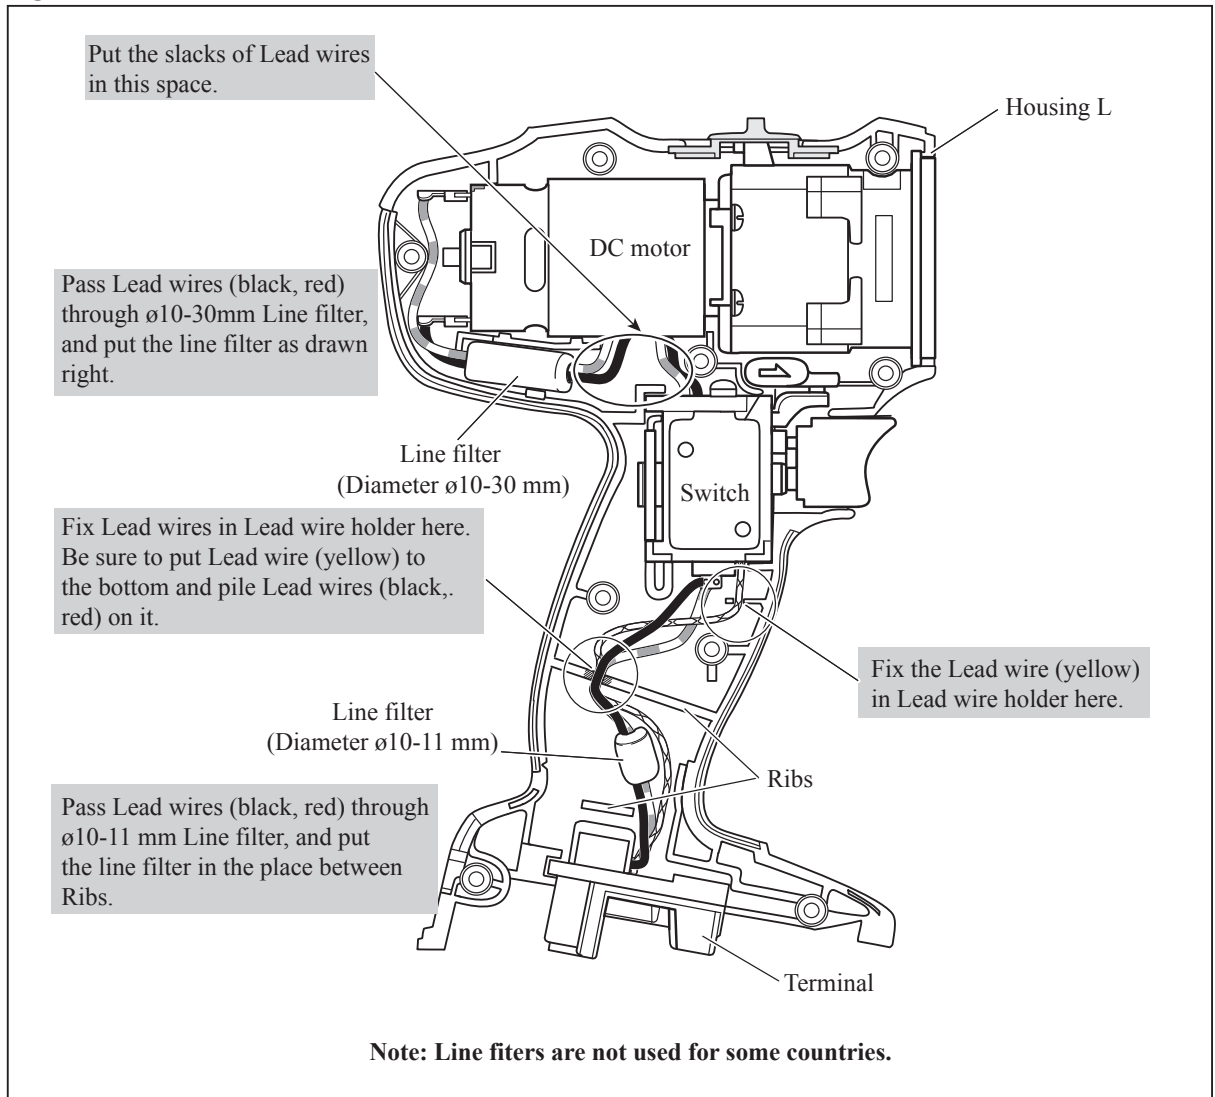 Put the slacks of Lead wires
in this space.
Housing L
DC motor
Pass Lead wires (black, red)
through ø10-30mm Line filter,
and put the line filter as drawn
right.
Line filter
(Diameter ø10-30 mm)
Switch
Fix Lead wires in Lead wire holder here.
Be sure to put Lead wire (yellow) to
the bottom and pile Lead wires (black,.
red) on it.
Fix the Lead wire (yellow)
in Lead wire holder here.
Line filter
(Diameter ø10-11 mm)
Ribs
Pass Lead wires (black, red) through
ø10-11 mm Line filter, and put
the line filter in the place between
Ribs.
Terminal
Note: Line fiters are not used for some countries.